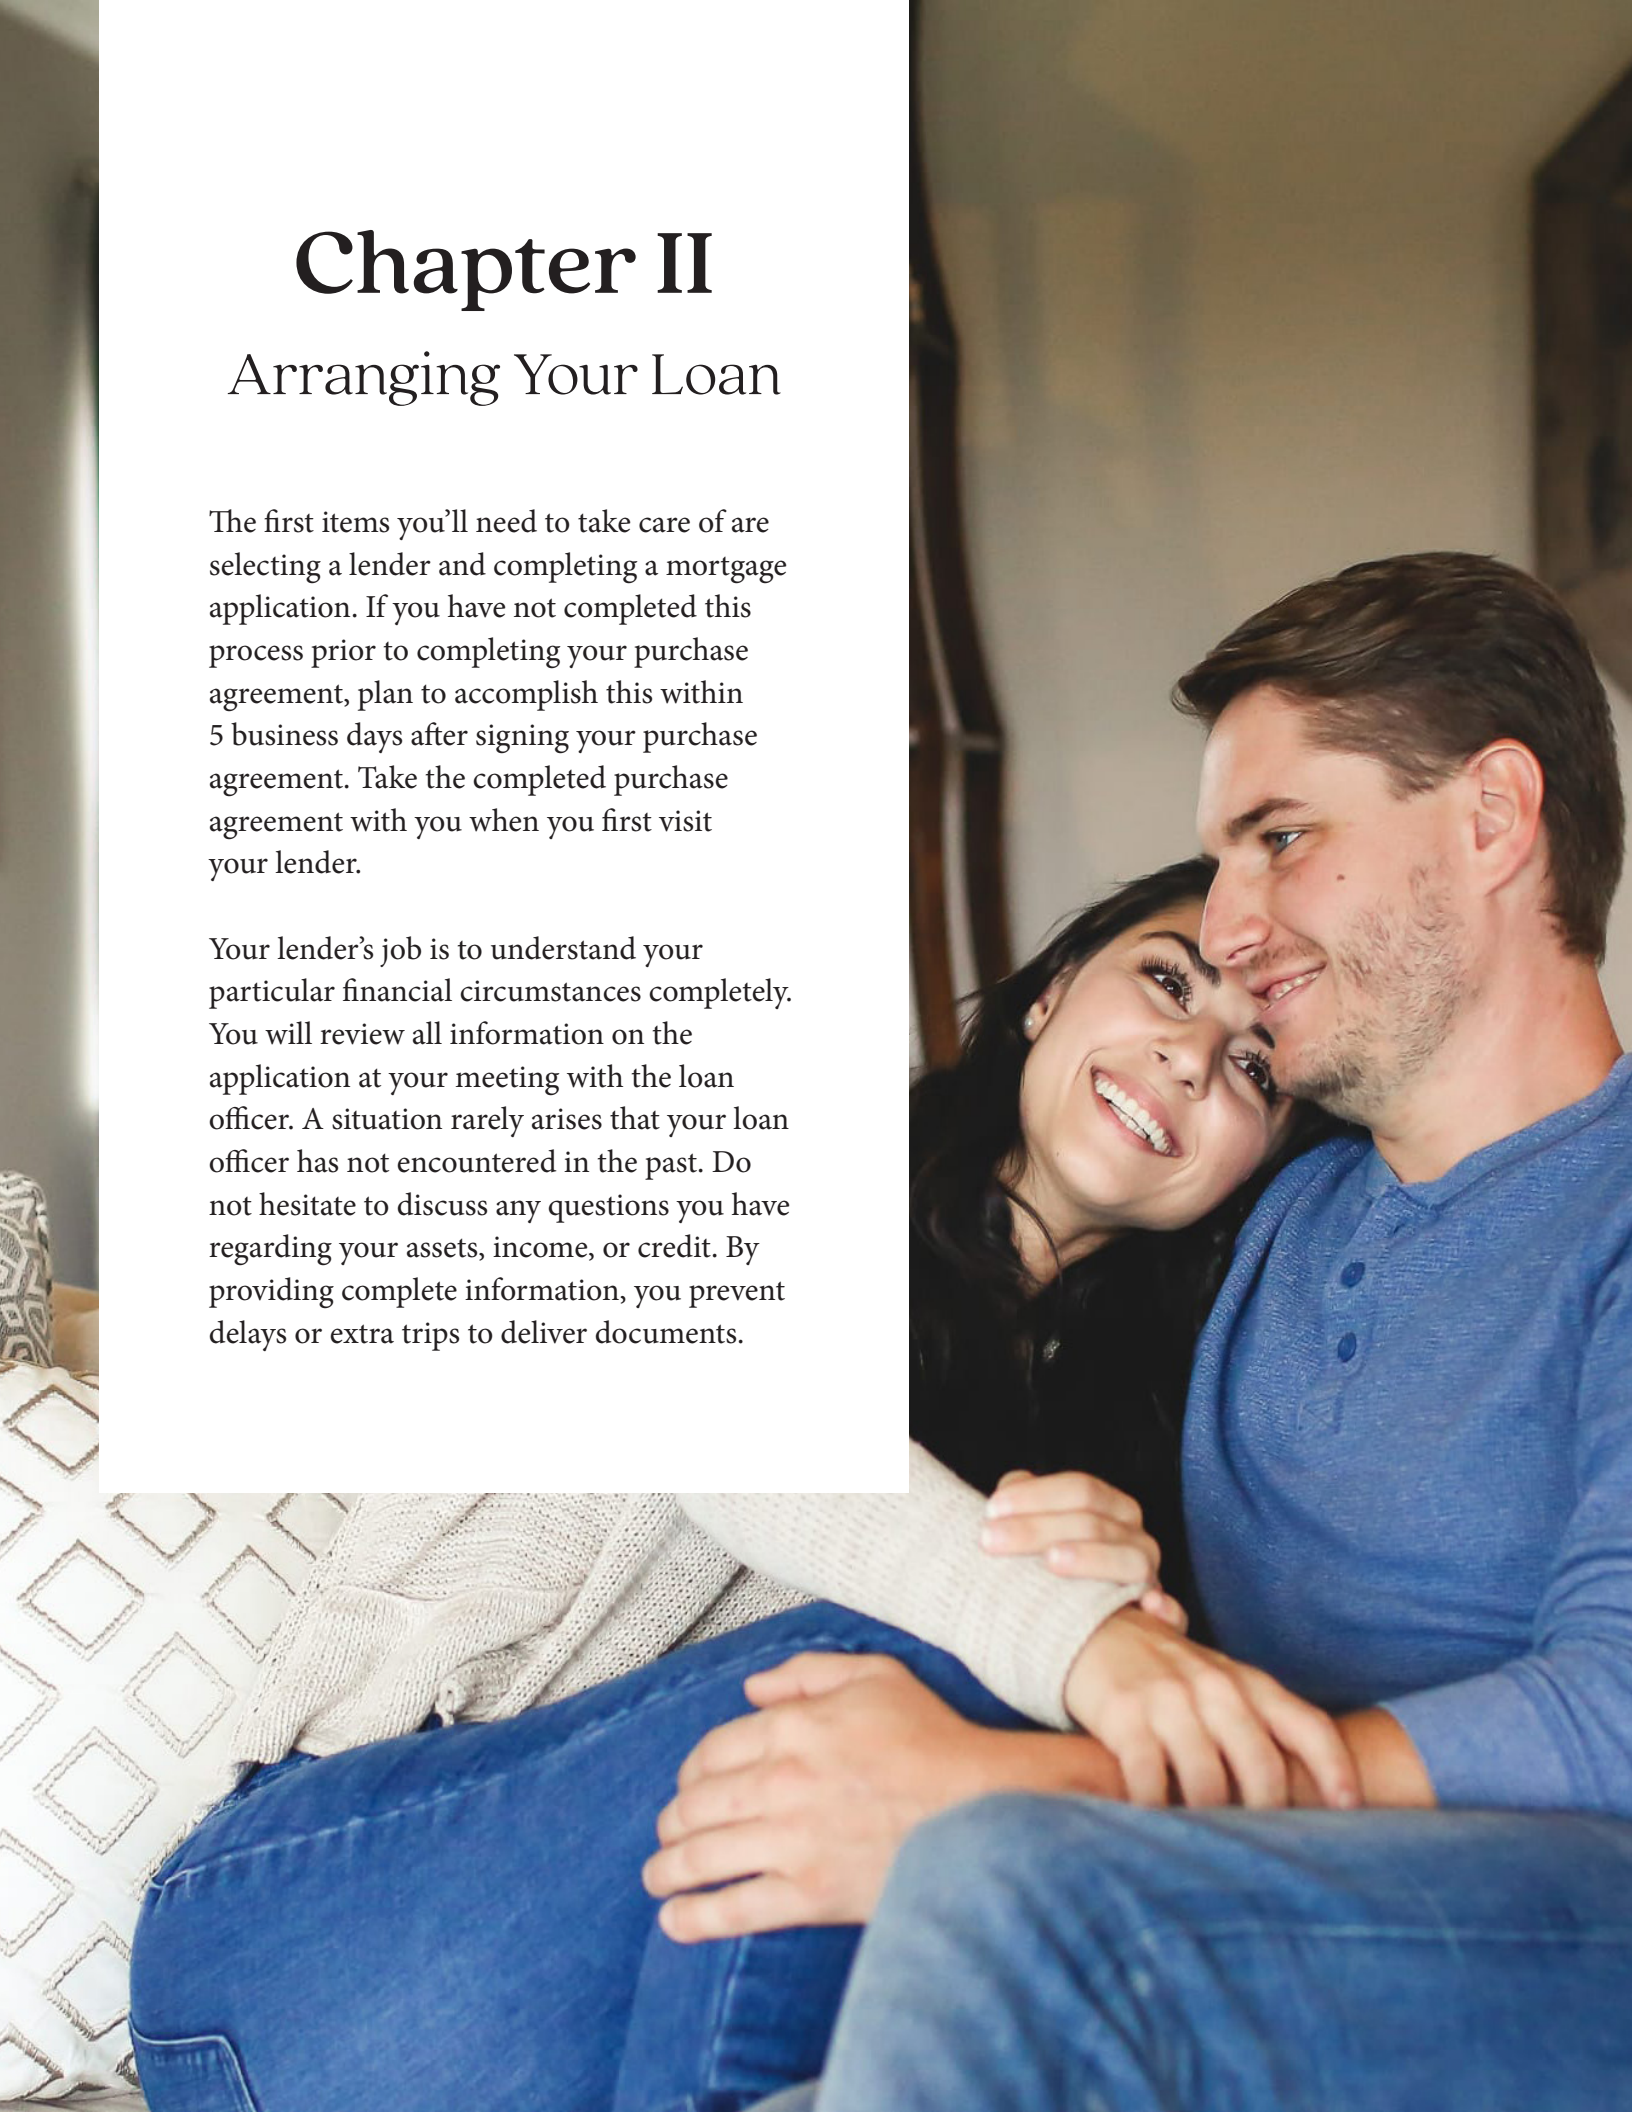 Chapter II
Arranging Your Loan
The first items you’ll need to take care of are
selecting a lender and completing a mortgage
application. If you have not completed this
process prior to completing your purchase
agreement, plan to accomplish this within
5 business days after signing your purchase
agreement. Take the completed purchase
agreement with you when you first visit
your lender.
Your lender’s job is to understand your
particular financial circumstances completely.
You will review all information on the
application at your meeting with the loan
officer. A situation rarely arises that your loan
officer has not encountered in the past. Do
not hesitate to discuss any questions you have
regarding your assets, income, or credit. By
providing complete information, you prevent
delays or extra trips to deliver documents.